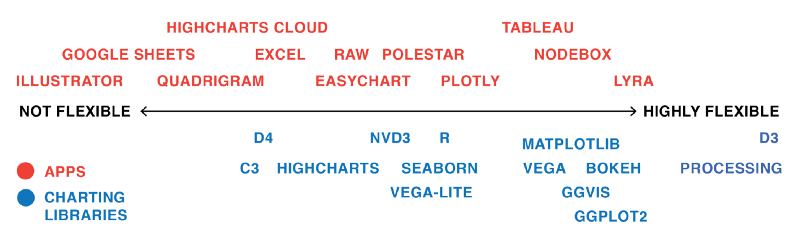 HIGHCHARTS CLOUD TABLEAU
GOOGLE SHEETS EXCEL RAW POLESTAR NODEBOX
ILLUSTRATOR QUADRIGRAM EASYCHART PLOTLY LYRA
NOT FLEXIBLE HIGHLY FLEXIBLE
D4 NVD3 R MATPLOTLIB D3
C3 HIGHCHARTS SEABORN VEGA BOKEH PROCESSING
VEGA-LITE GGVIS
GGPLOT2
APPS
CHARTING
LIBRARIES